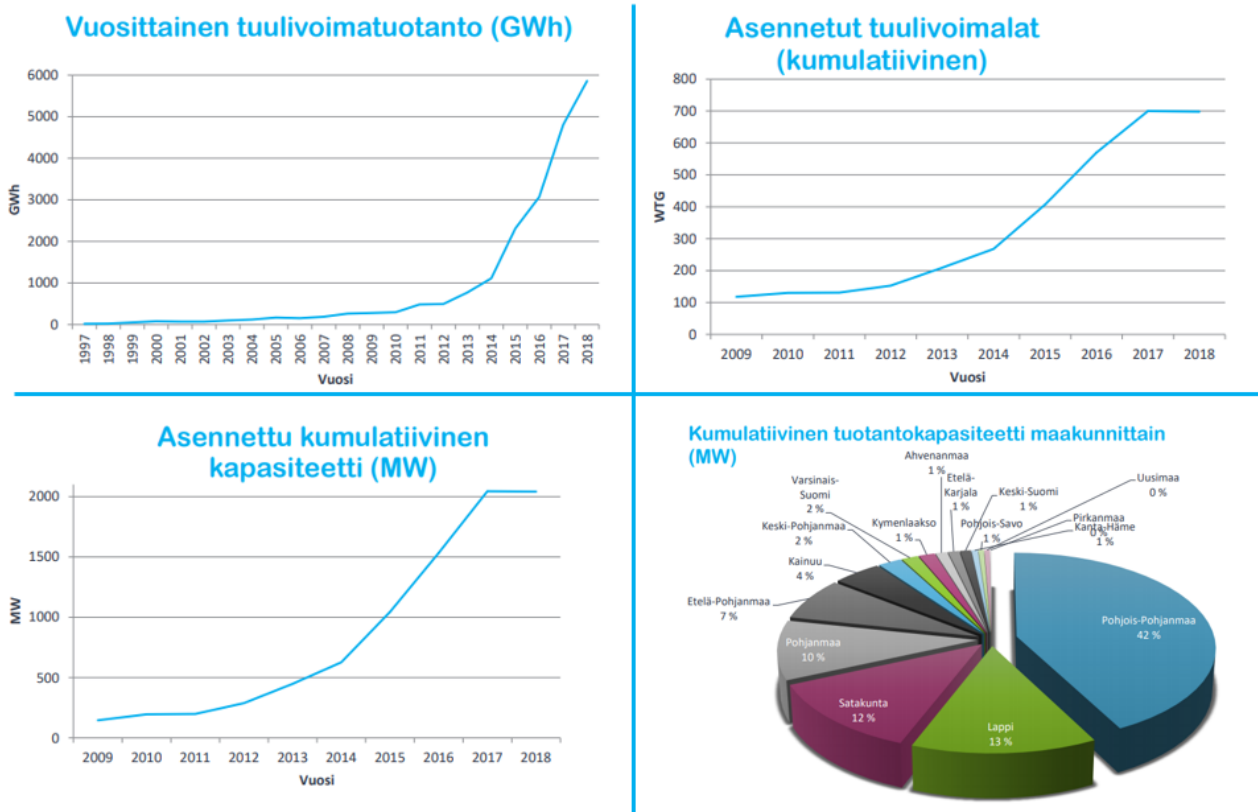 Vuosittainen tuulivoimatuotanto (GWh)
6000
5000
4000
3000
2000
1000
0
GWh
1997
1998
1999
2000
2001
2002
2003
2004
2005
2006
2007
2008
2009
2010
2011
2012
2013
2014
2015
2016
2017
2018
Vuosi
Asennetut tuulivoimalat
(kumulatiivinen)
800
700
600
500
400
300
200
100
0
WTG
2009 2010 2011 2012 2013 2014 2015 2016 2017 2018
Vuosi
Asennettu kumulatiivinen
kapasiteetti (MW)
2000
1500
1000
500
0
MW
2009 2010 2011 2012 2013 2014 2015 2016 2017 2018
Vuosi
Kumulatiivinen tuotantokapasiteetti maakunnittain
(MW)
Pohjois-Pohjanmaa
42 %
Lappi
13 %
Satakunta
12 %
Pohjanmaa
10 %
Etelä-Pohjanmaa
7 %
Kainuu
4 %
Keski-Pohjanmaa
2 %
Varsinais-
Suomi
2 %
Kymenlaakso
1 %
Ahvenanmaa
1 %
Etelä-
Karjala
1 %
Keski-Suomi
1 %
Pohjois-Savo
1 %
Uusimaa
0 %
Pirkanmaa
0 %
Kanta-Häme
1 %